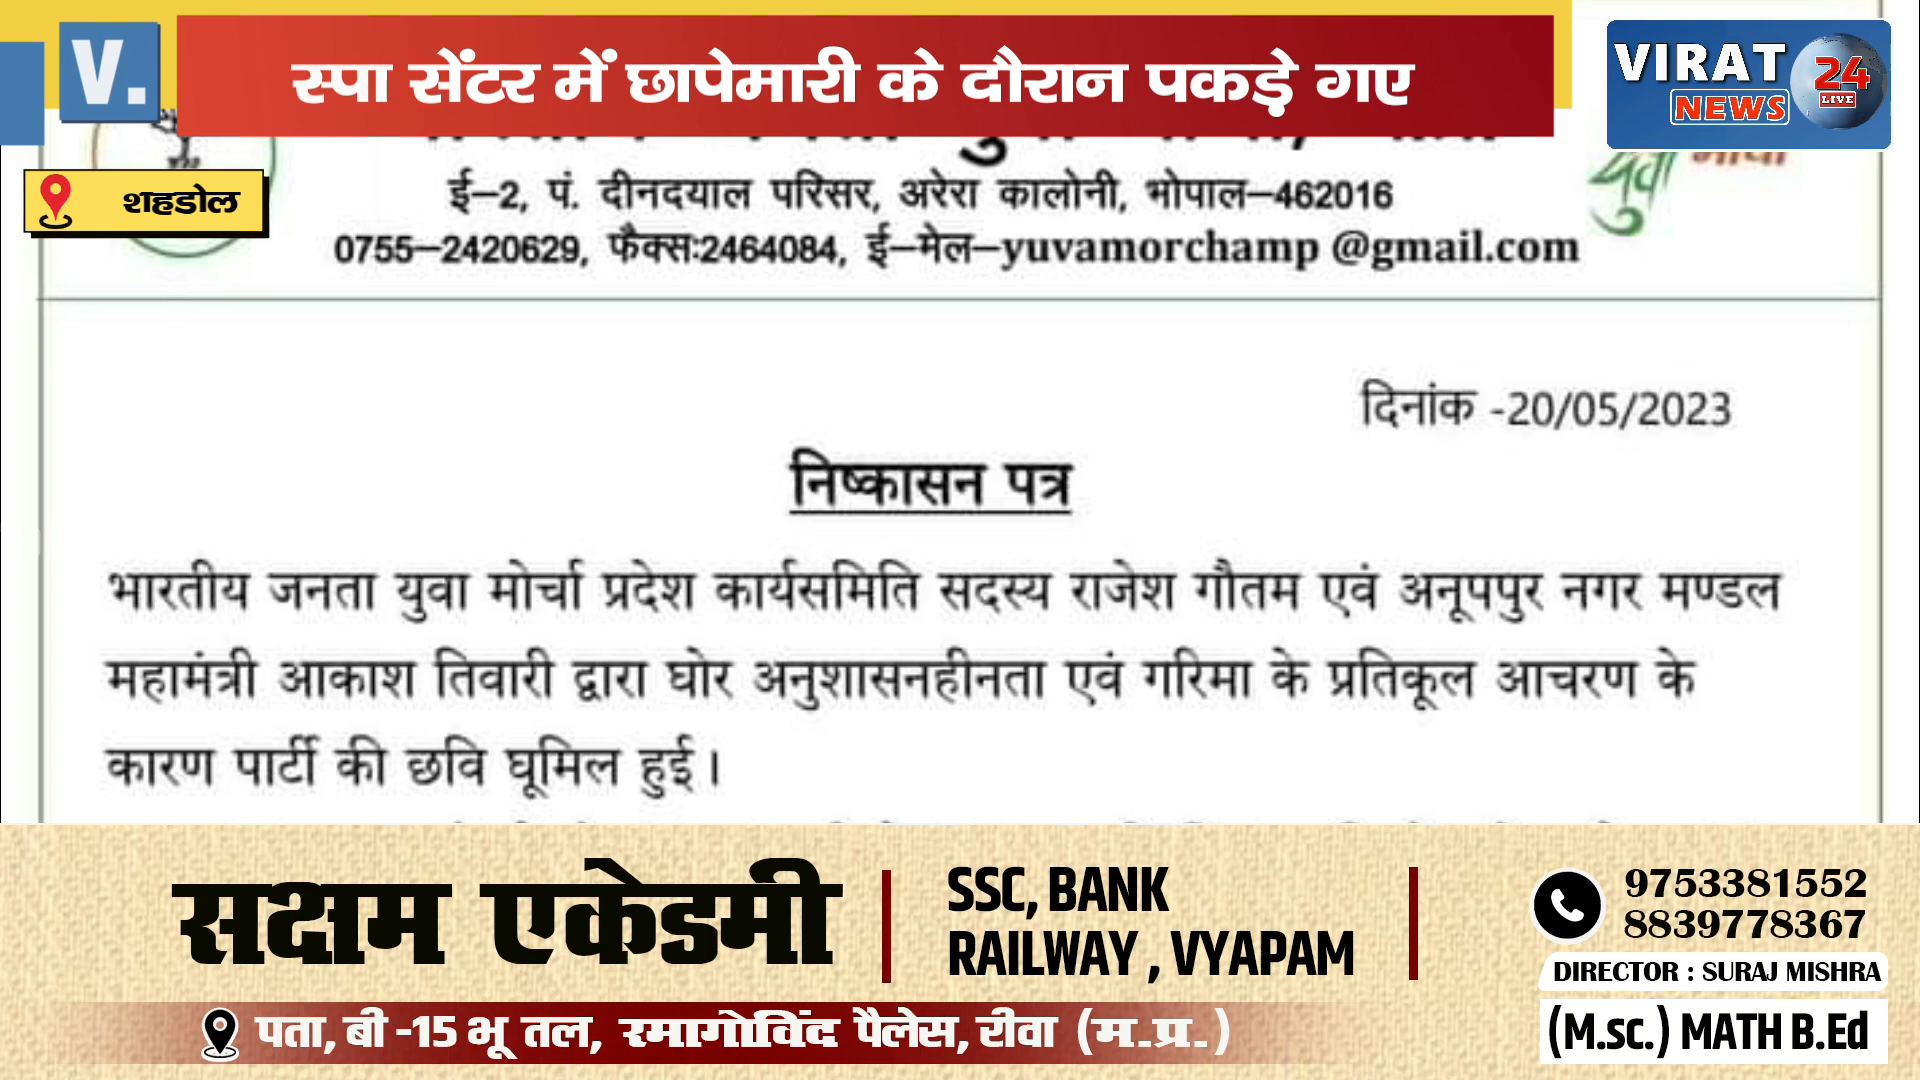 V.
स्पा सेंटर में छापेमारी के दौरान पकड़े गए
VIRAT
24
NEWS
LIVE
शहडोल
युवा मोर्चा
ई–2, पं. दीनदयाल परिसर, अरेरा कालोनी, भोपाल–462016
0755–2420629, फैक्स:2464084, ई–मेल–yuvamorchamp @gmail.com
दिनांक -20/05/2023
निष्कासन पत्र
भारतीय जनता युवा मोर्चा प्रदेश कार्यसमिति सदस्य राजेश गौतम एवं अनूपपुर नगर मण्डल
महामंत्री आकाश तिवारी द्वारा घोर अनुशासनहीनता एवं गरिमा के प्रतिकूल आचरण के
कारण पार्टी की छवि घूमिल हुई।
सक्षम एकेडमी
SSC, BANK
RAILWAY , VYAPAM
9753381552
8839778367
DIRECTOR : SURAJ MISHRA
(M.sc.) MATH B.Ed
पता, बी -15 भू तल, रमागोविंद पैलेस, रीवा (म.प्र.)